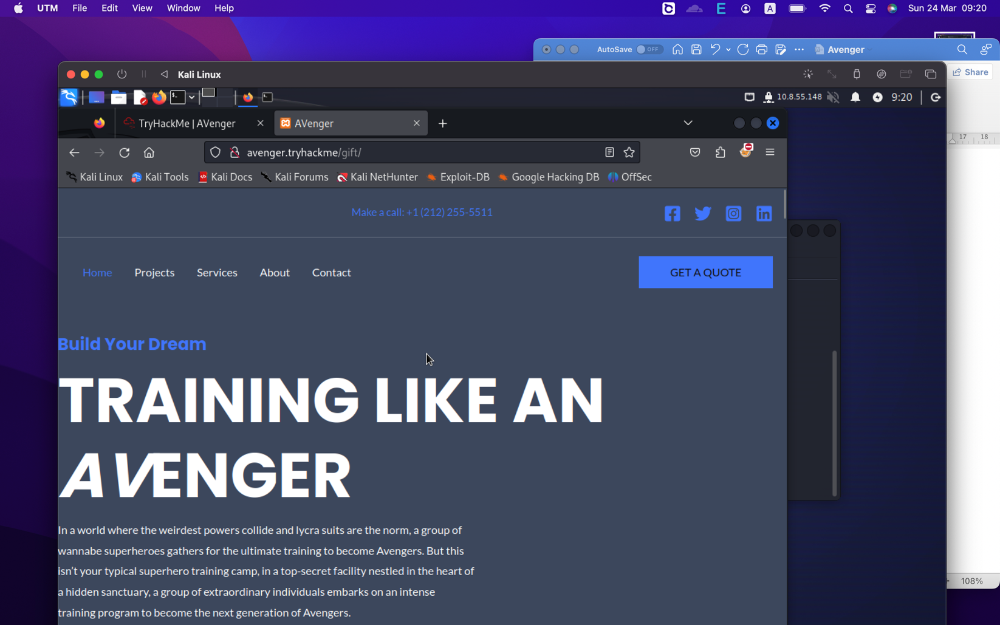 UTM File Edit View Window Help
A Sun 24 Mar 09:20
AutoSave OFF Avenger
Kali Linux
Share
10.8.55.148 9:20
TryHackMe | AVenger AVenger
17 18
avenger.tryhackme/gift/
Kali Linux Kali Tools Kali Docs Kali Forums Kali NetHunter Exploit-DB Google Hacking DB OffSec
Make a call: +1 (212) 255-5511
Home Projects Services About Contact GET A QUOTE
Build Your Dream
TRAINING LIKE AN
AVENGER
In a world where the weirdest powers collide and lycra suits are the norm, a group of
wannabe superheroes gathers for the ultimate training to become Avengers. But this
isn't your typical superhero training camp, in a top-secret facility nestled in the heart of
a hidden sanctuary, a group of extraordinary individuals embarks on an intense
108%
training program to become the next generation of Avengers.